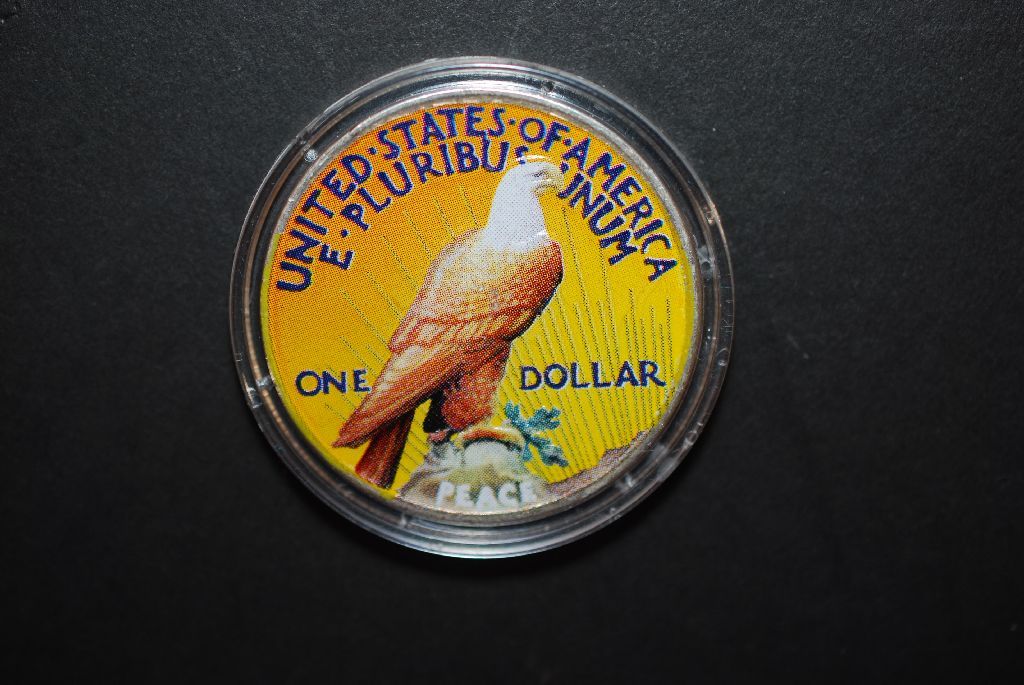 UNITED·STATES·OF·AMERICA
E·PLURIBUS UNUM
ONE DOLLAR
PEACE